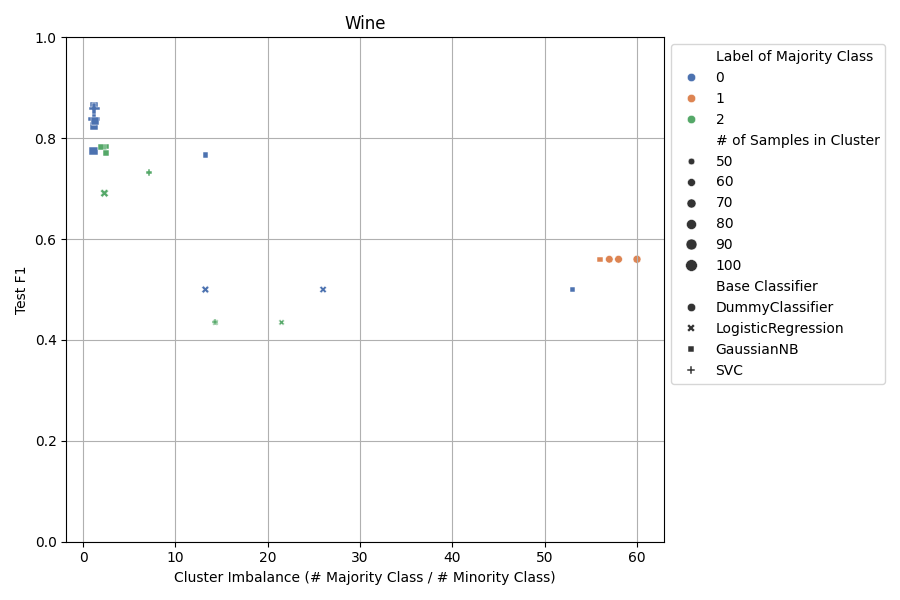 Wine
1.0
0.8
0.6
0.4
0.2
0.0
Test F1
0
10
20
30
40
50
60
Cluster Imbalance (# Majority Class / # Minority Class)
Label of Majority Class
0
1
2
# of Samples in Cluster
50
60
70
80
90
100
Base Classifier
DummyClassifier
LogisticRegression
GaussianNB
SVC